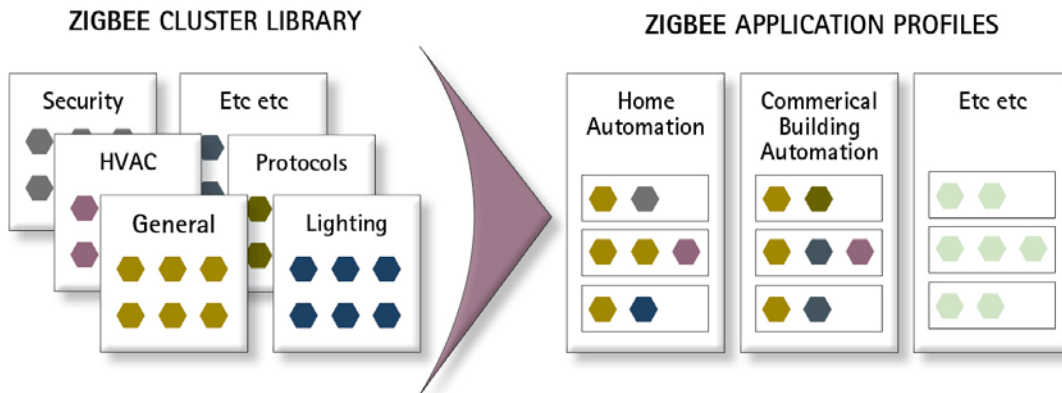 ZIGBEE CLUSTER LIBRARY
Security
Etc etc
HVAC
Protocols
General
Lighting
ZIGBEE APPLICATION PROFILES
Home
Automation
Commerical
Building
Automation
Etc etc